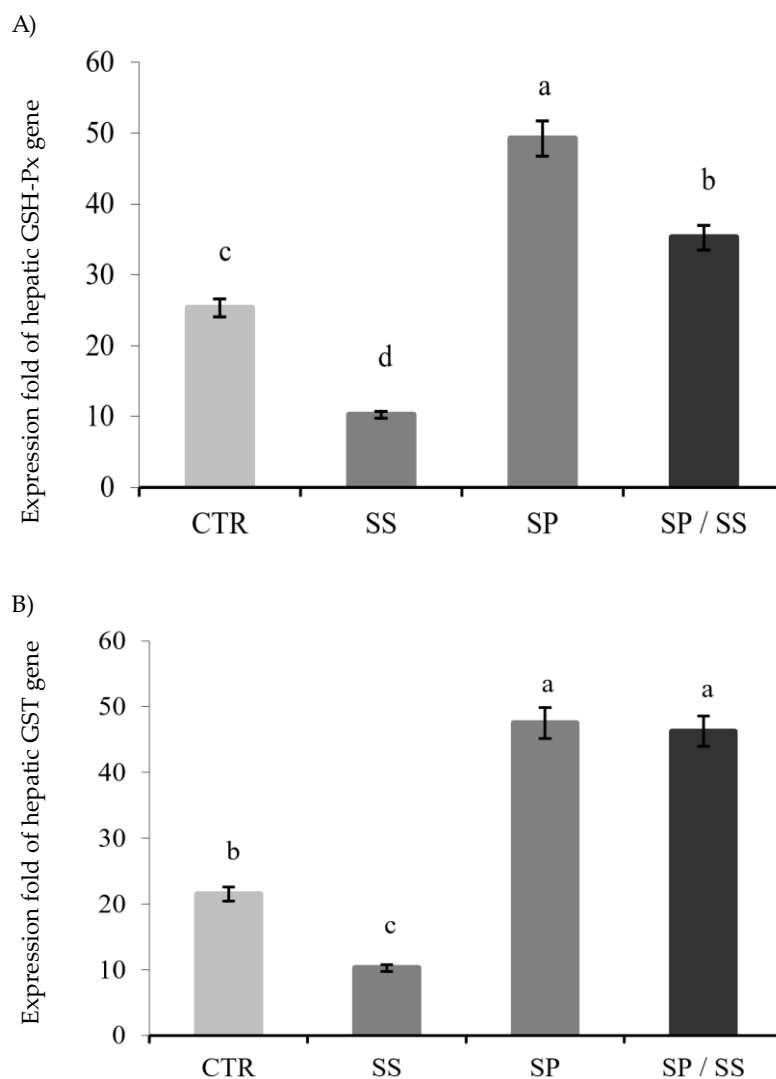 A)
Expression fold of hepatic GSH-Px gene
60
50
40
30
20
10
0
c
d
a
b
CTR SS SP SP / SS
B)
Expression fold of hepatic GST gene
60
50
40
30
20
10
0
b
c
a
a
CTR SS SP SP / SS